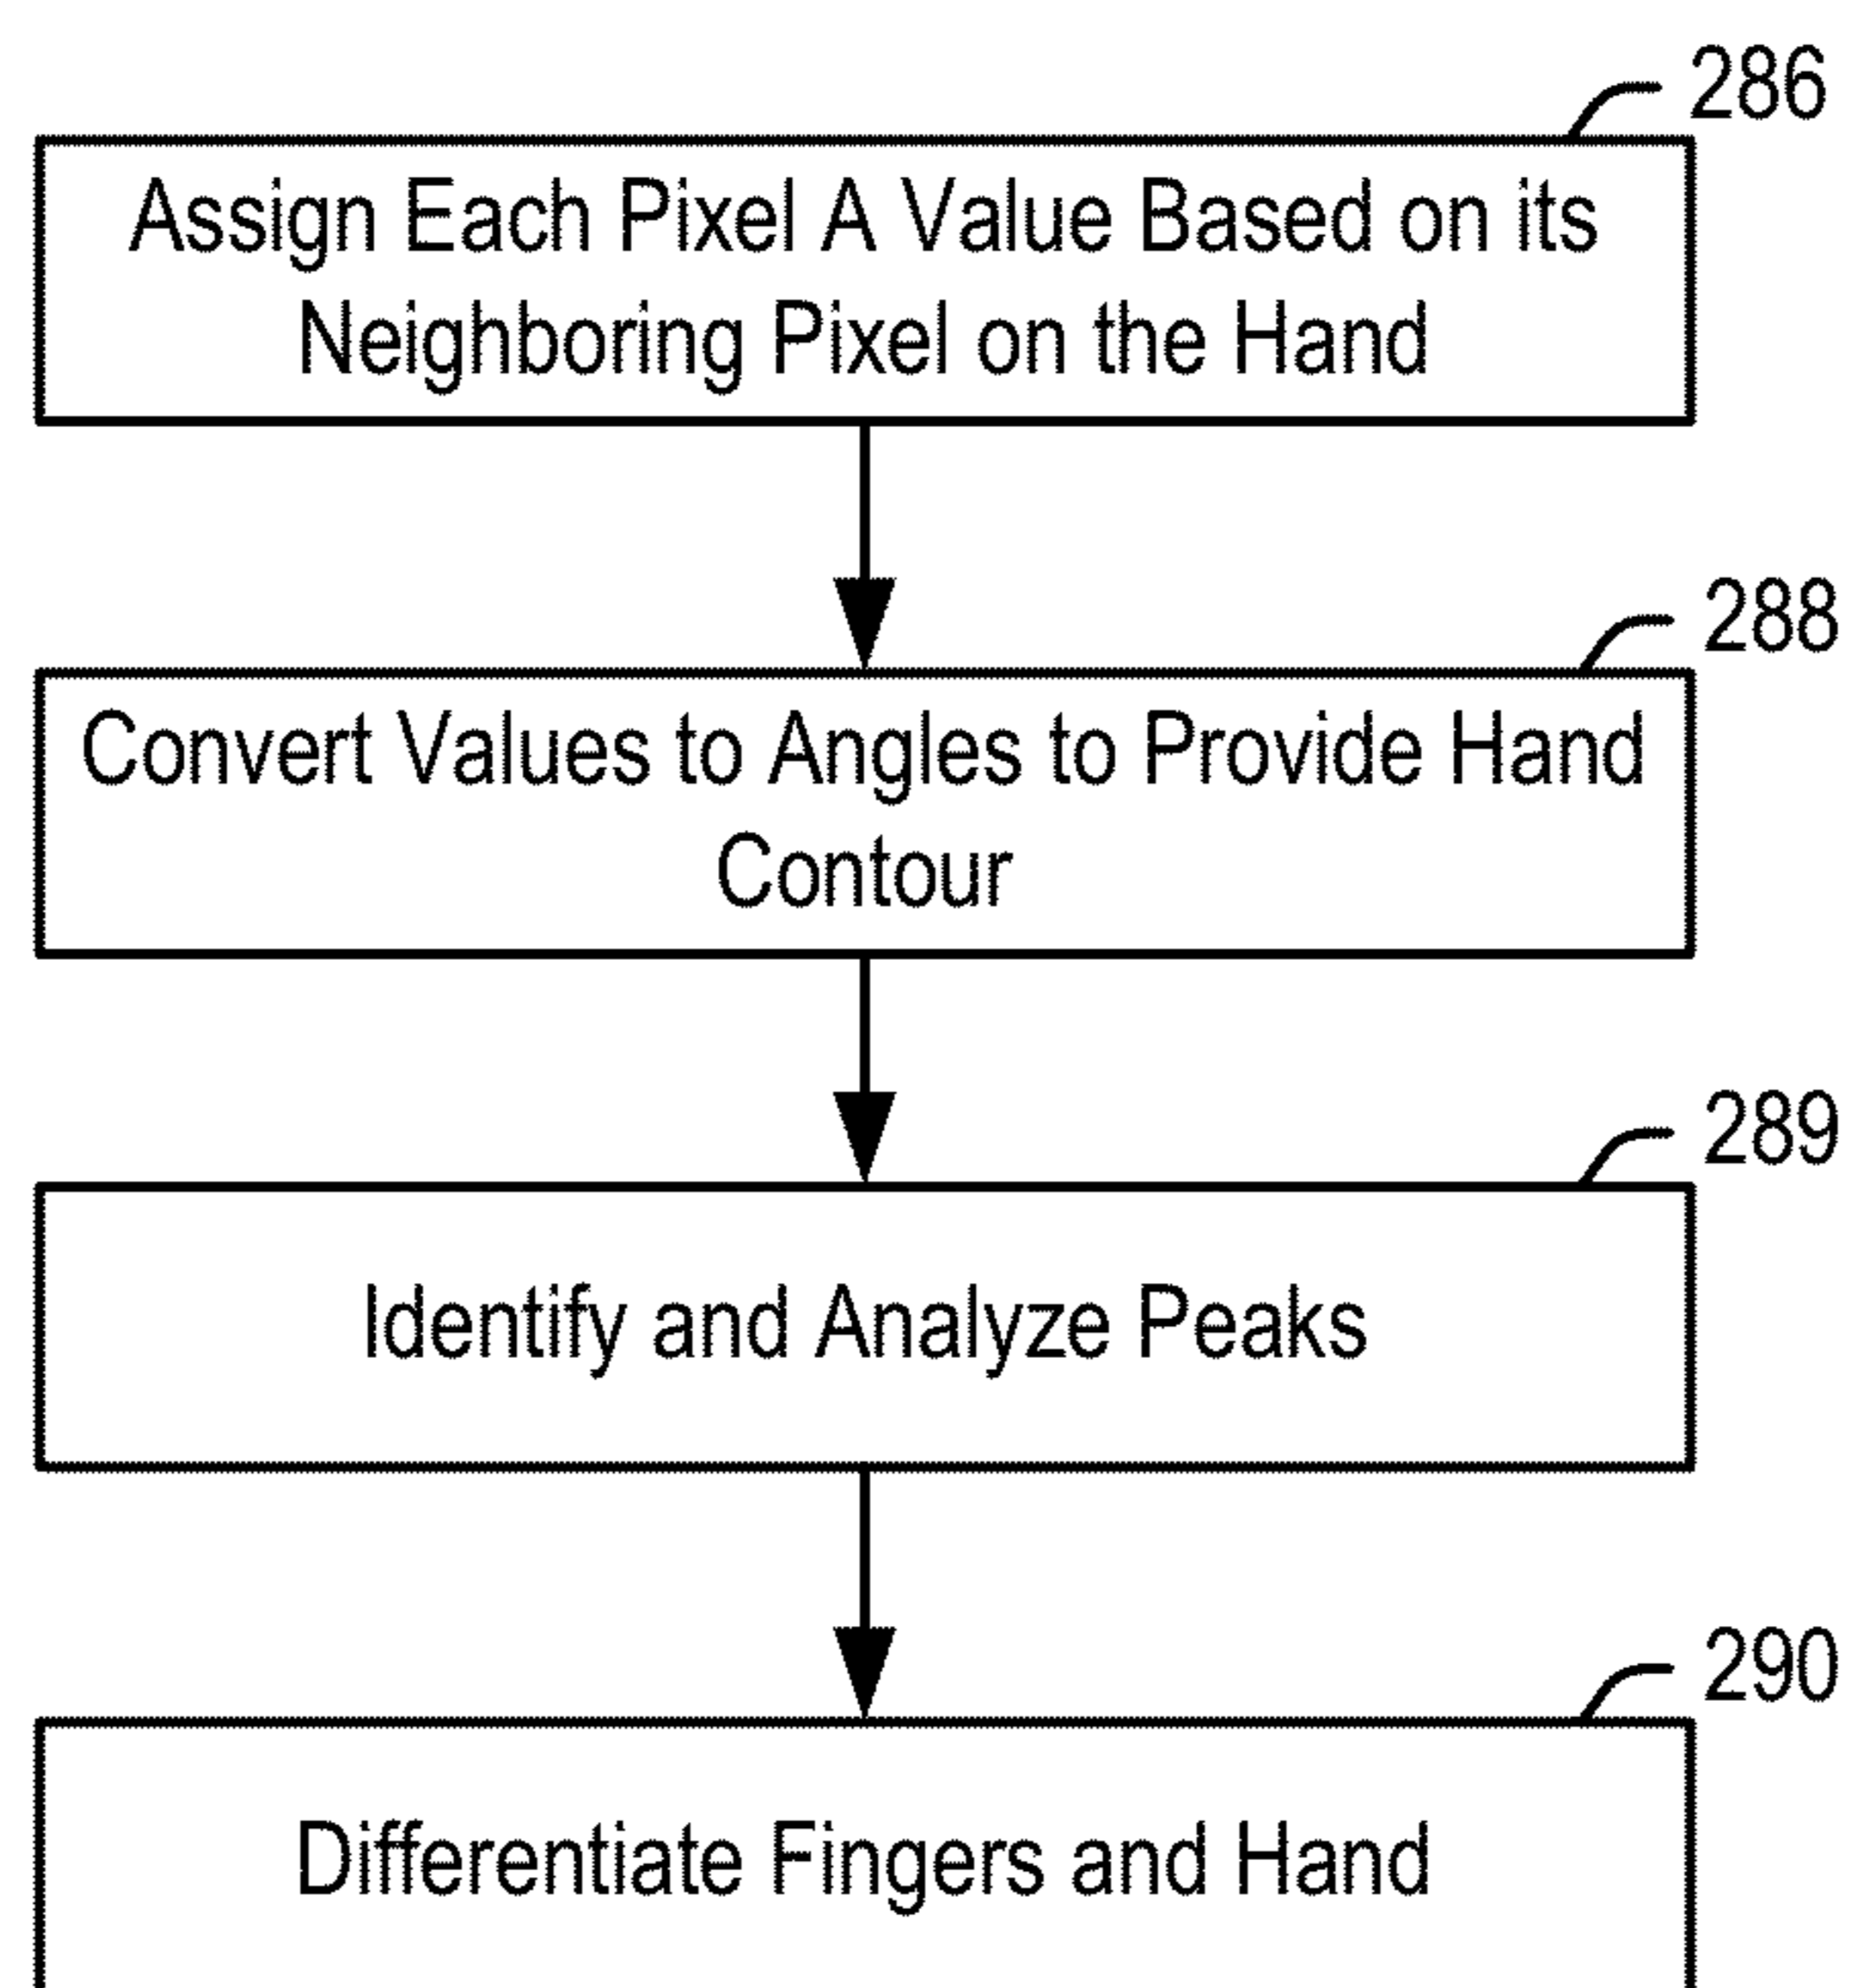 286
Assign Each Pixel A Value Based on its
Neighboring Pixel on the Hand
288
Convert Values to Angles to Provide Hand
Contour
289
Identify and Analyze Peaks
290
Differentiate Fingers and Hand